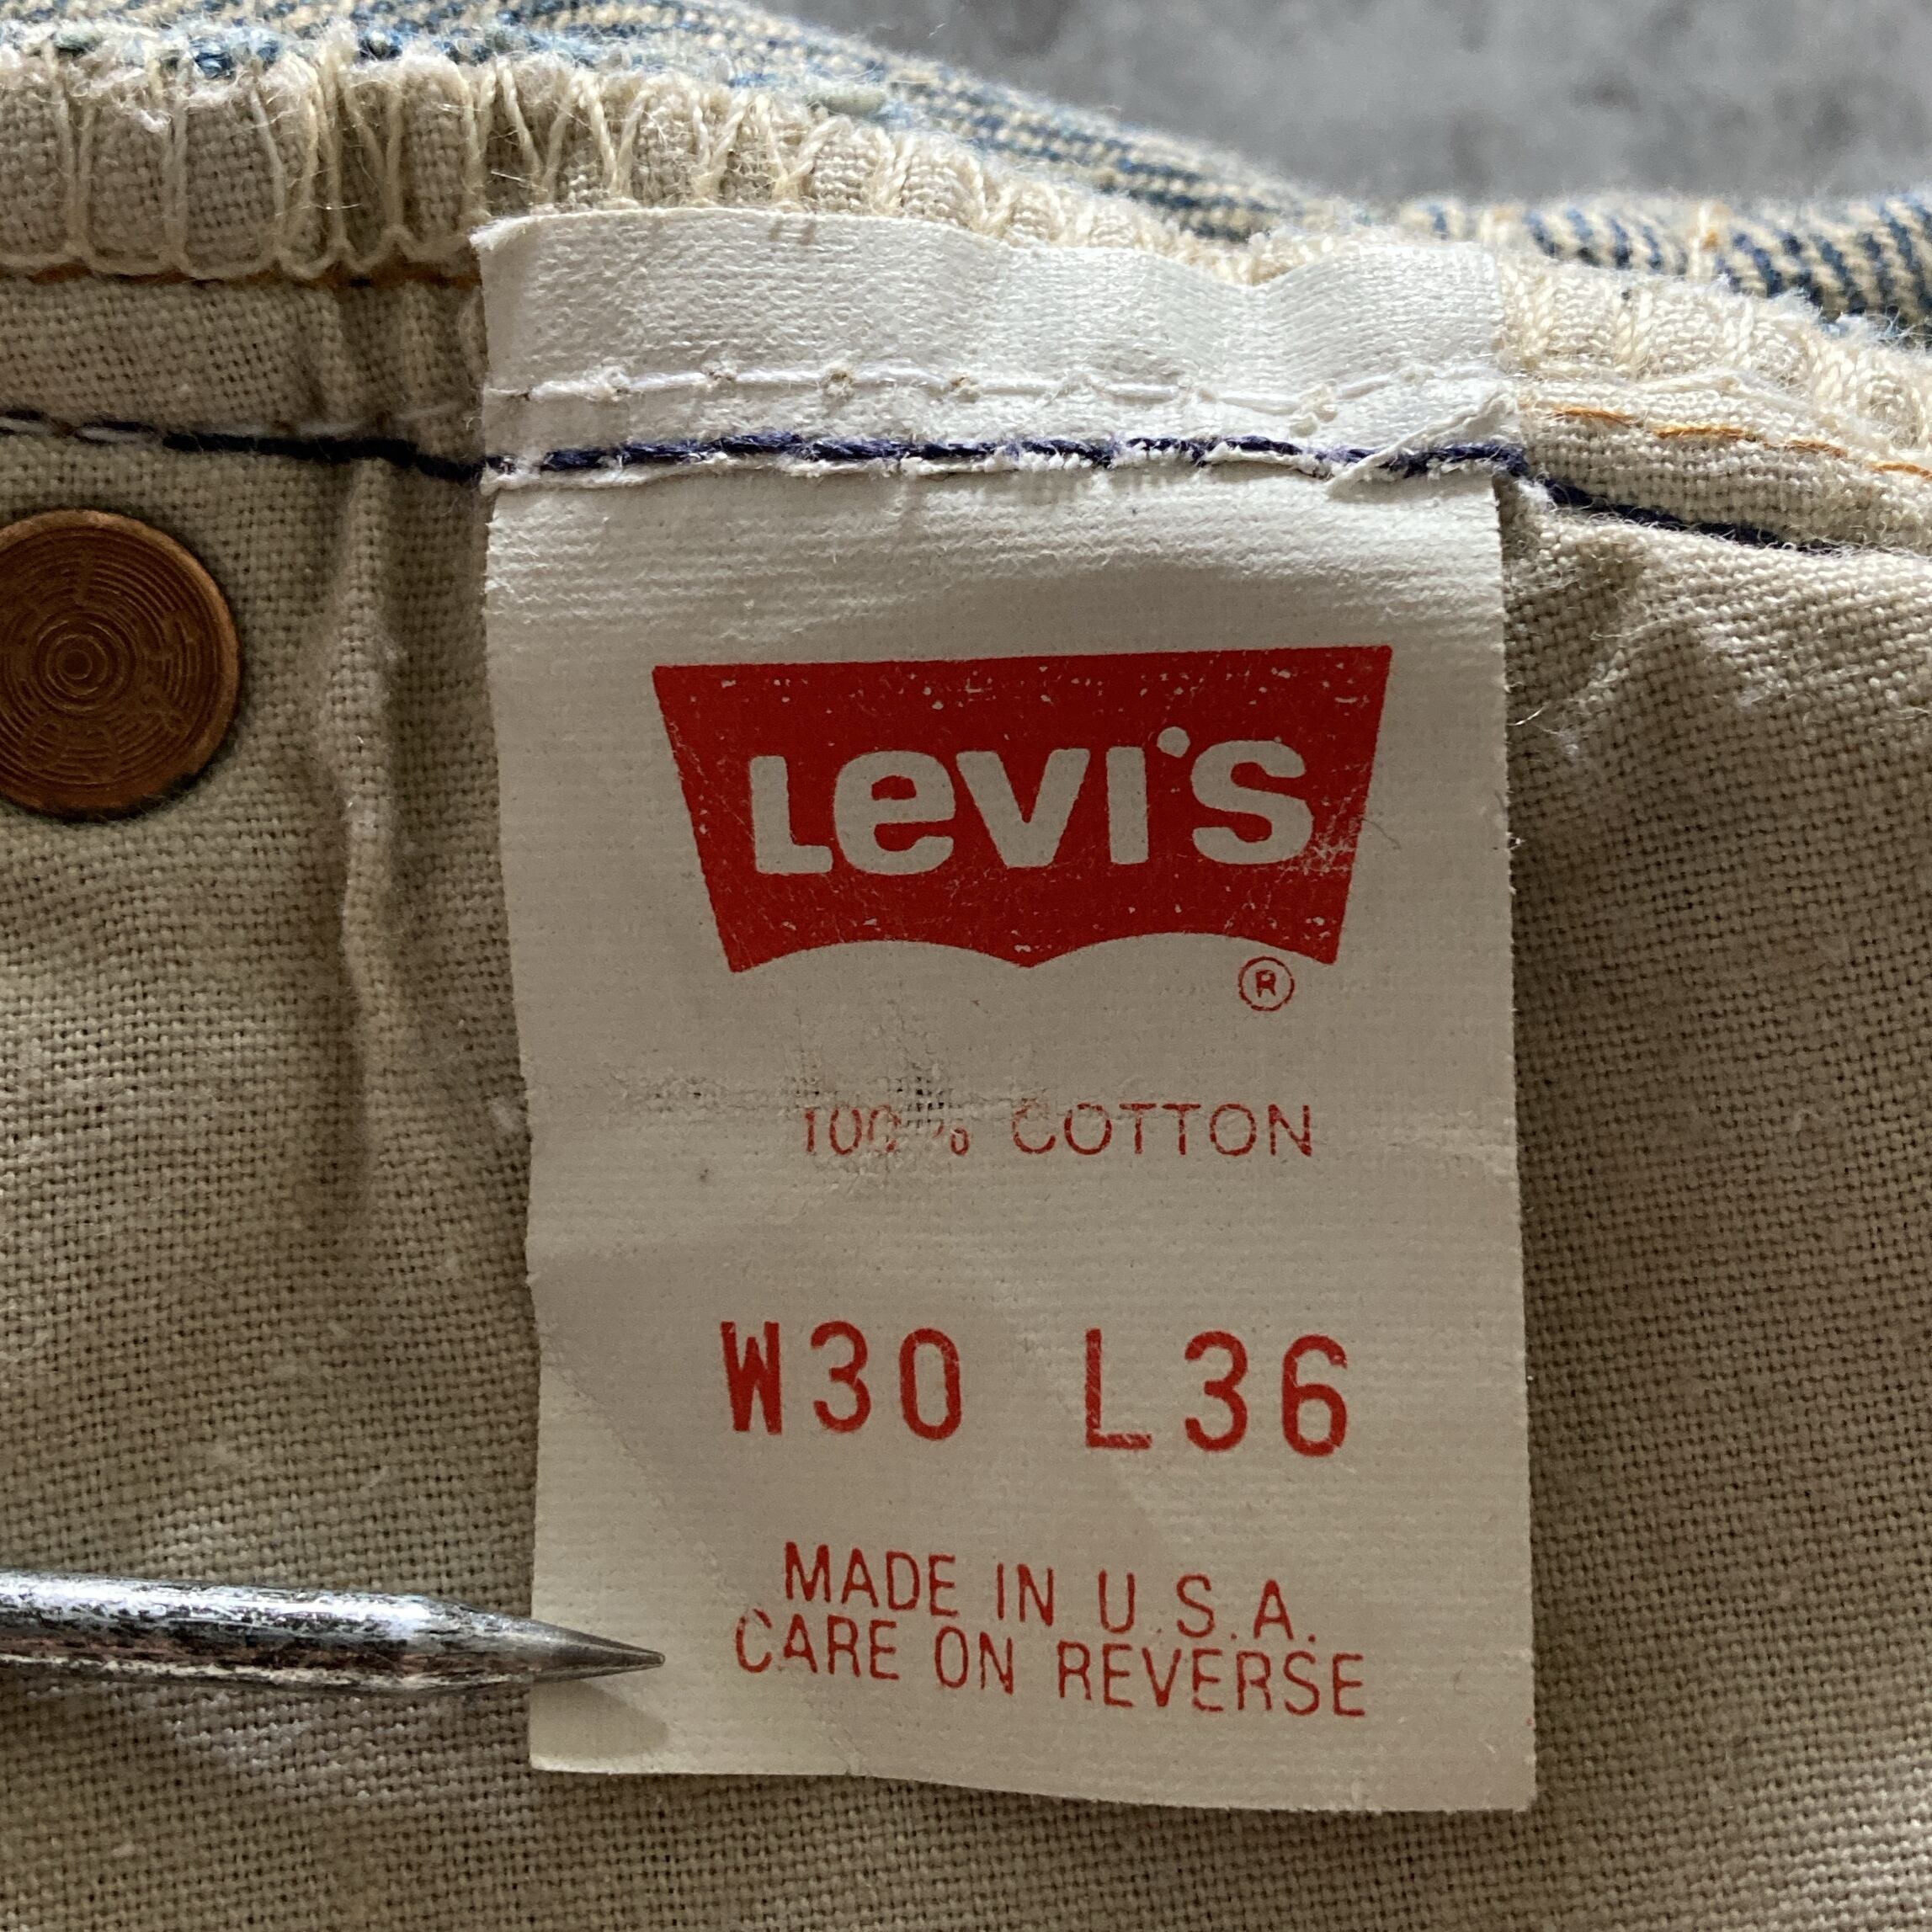 LEVI'S
®
100% COTTON
W30 L36
MADE IN U.S.A.
CARE ON REVERSE